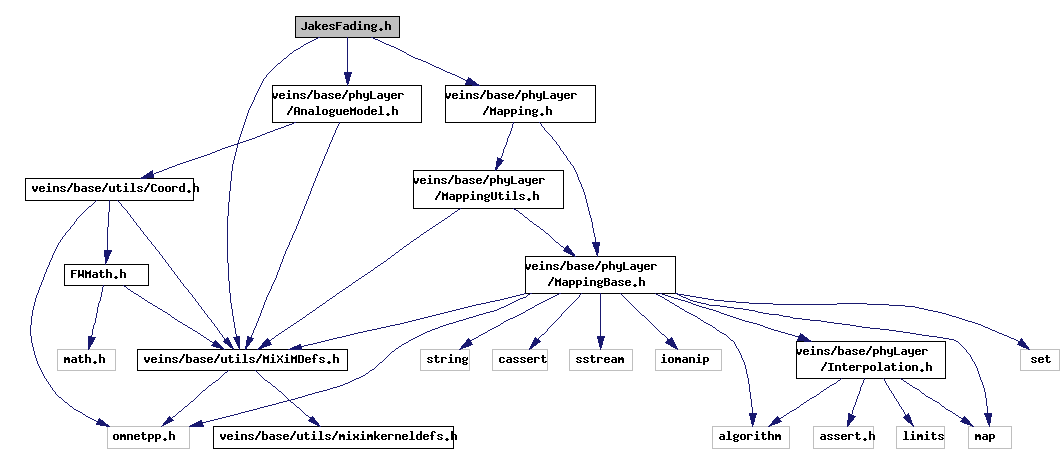 JakesFading.h
veins/base/phyLayer
/AnalogueModel.h
veins/base/phyLayer
/Mapping.h
veins/base/utils/Coord.h
veins/base/phyLayer
/MappingUtils.h
FWMath.h
veins/base/phyLayer
/MappingBase.h
math.h
veins/base/utils/MiXiMDefs.h
string
cassert
sstream
iomanip
veins/base/phyLayer
/Interpolation.h
set
omnetpp.h
veins/base/utils/miximkerneldefs.h
algorithm
assert.h
limits
map